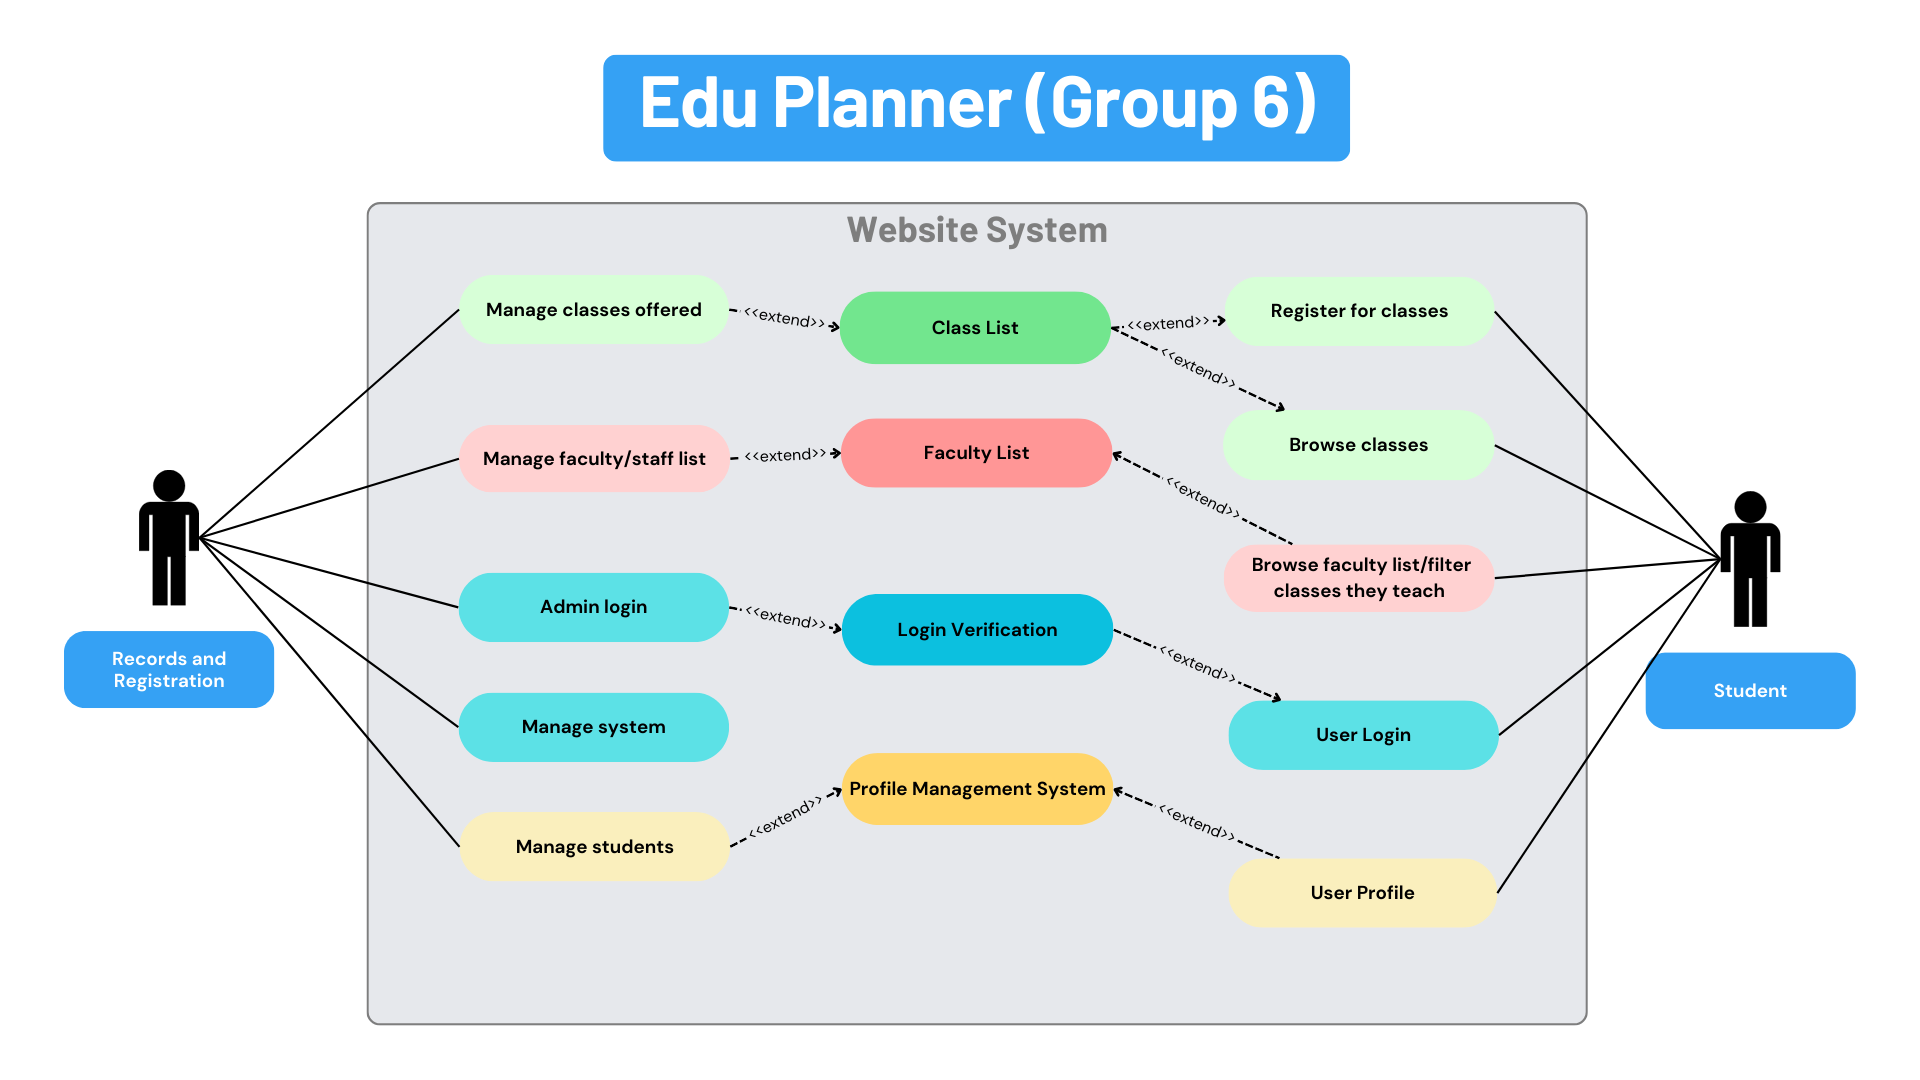 Edu Planner (Group 6)
Website System
Manage classes offered
<<extend>>
Class List
<<extend>>
Register for classes
<<extend>>
Browse classes
Manage faculty/staff list
<<extend>>
Faculty List
<<extend>>
Browse faculty list/filter
classes they teach
Admin login
<<extend>>
Login Verification
<<extend>>
User Login
Records and
Registration
Student
Manage system
Profile Management System
<<extend>>
<<extend>>
Manage students
User Profile